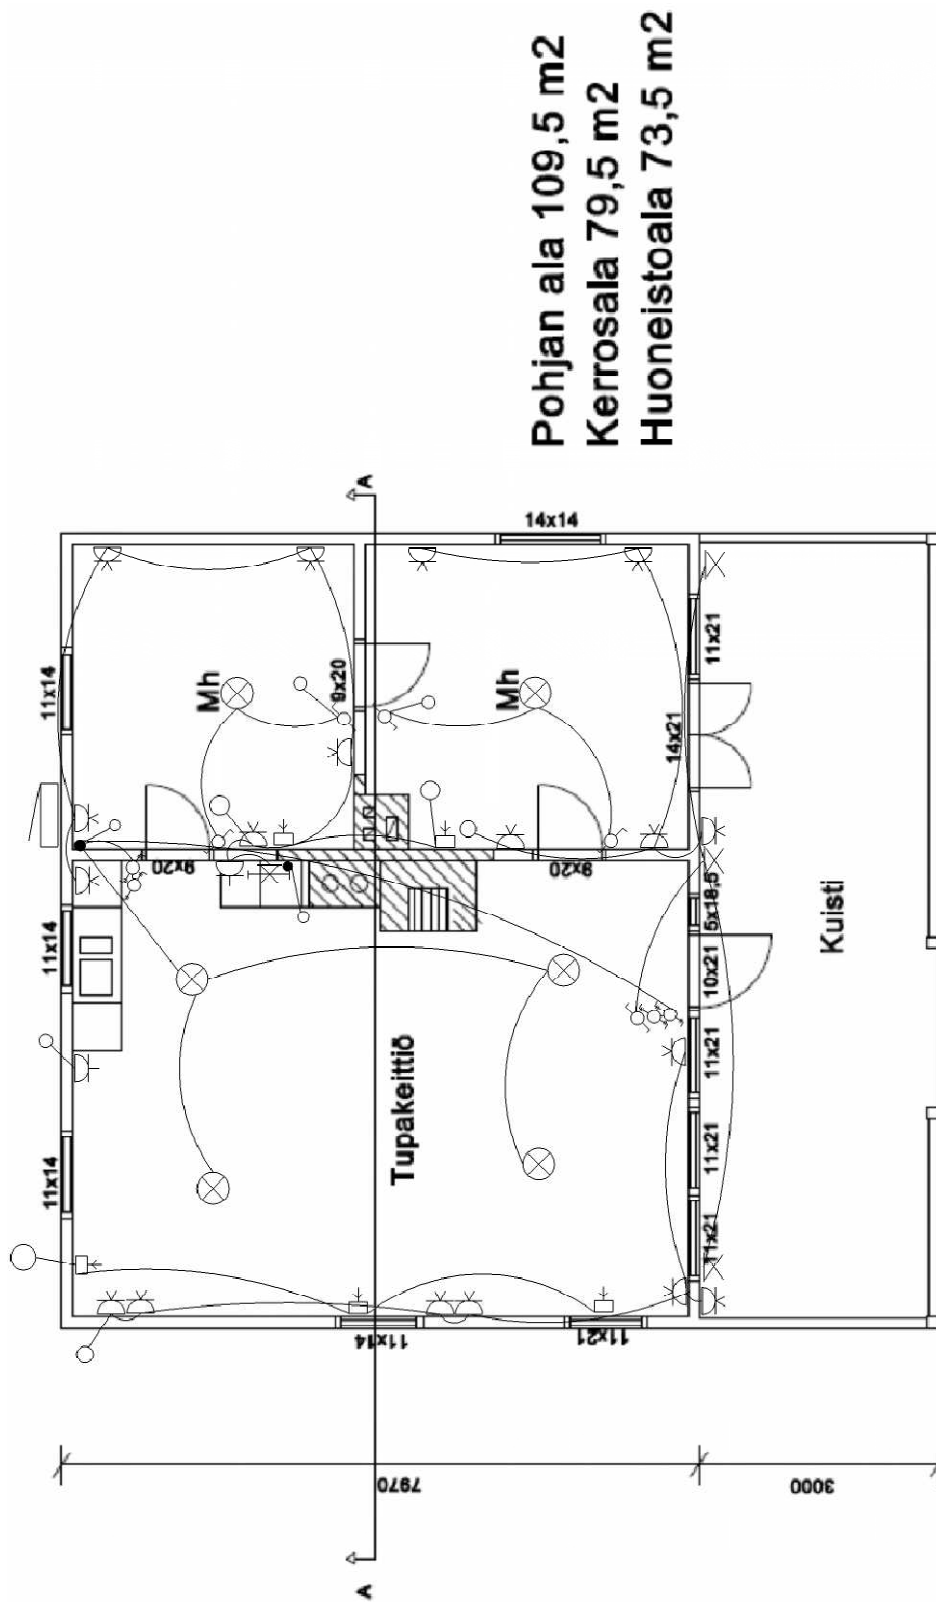 Pohjan ala 109,5 m2
Kerrosala 79,5 m2
Huoneistoala 73,5 m2
A
14x14
11x14
Mh
9x20
Mh
14x21
11x21
9x20
9x20
5x18,5
10x21
Kuisti
11x14
11x21
Tupakeittiö
11x14
11x21
11x21
11x14
11x21
7970
3000
A